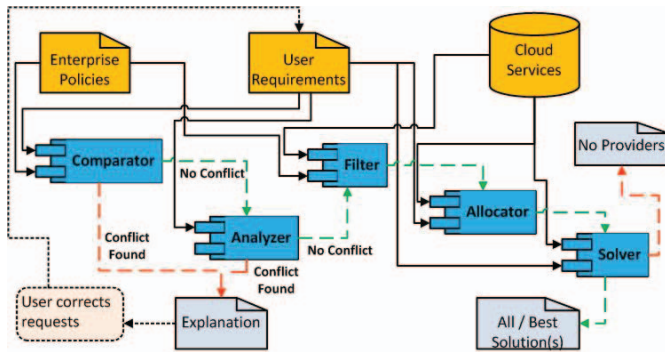 Enterprise
Policies
User
Requirements
Cloud
Services
No Providers
Comparator
No Conflict
Filter
Allocator
Analyzer
No Conflict
Solver
Conflict
Found
Conflict
Found
User corrects
requests
Explanation
All / Best
Solution(s)